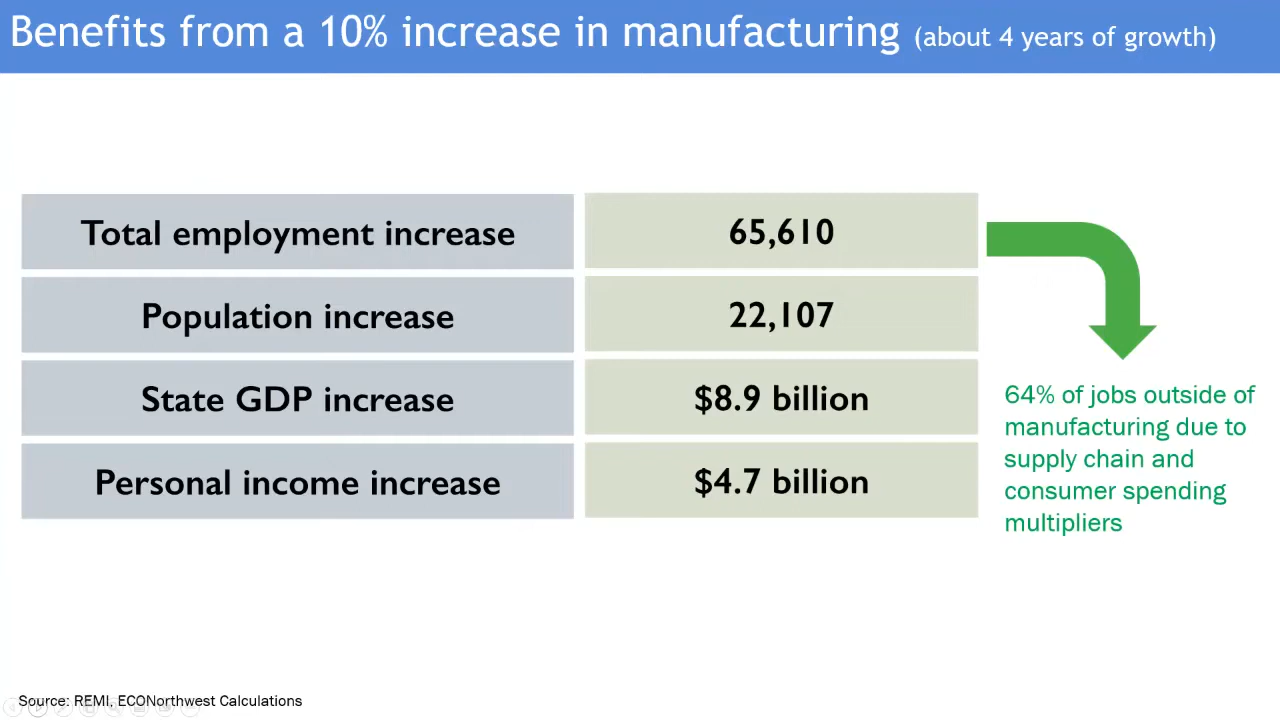 Benefits from a 10% increase in manufacturing (about 4 years of growth)
Total employment increase 65,610
Population increase 22,107
State GDP increase $8.9 billion
Personal income increase $4.7 billion
64% of jobs outside of
manufacturing due to
supply chain and
consumer spending
multipliers
Source: REMI, ECONorthwest Calculations